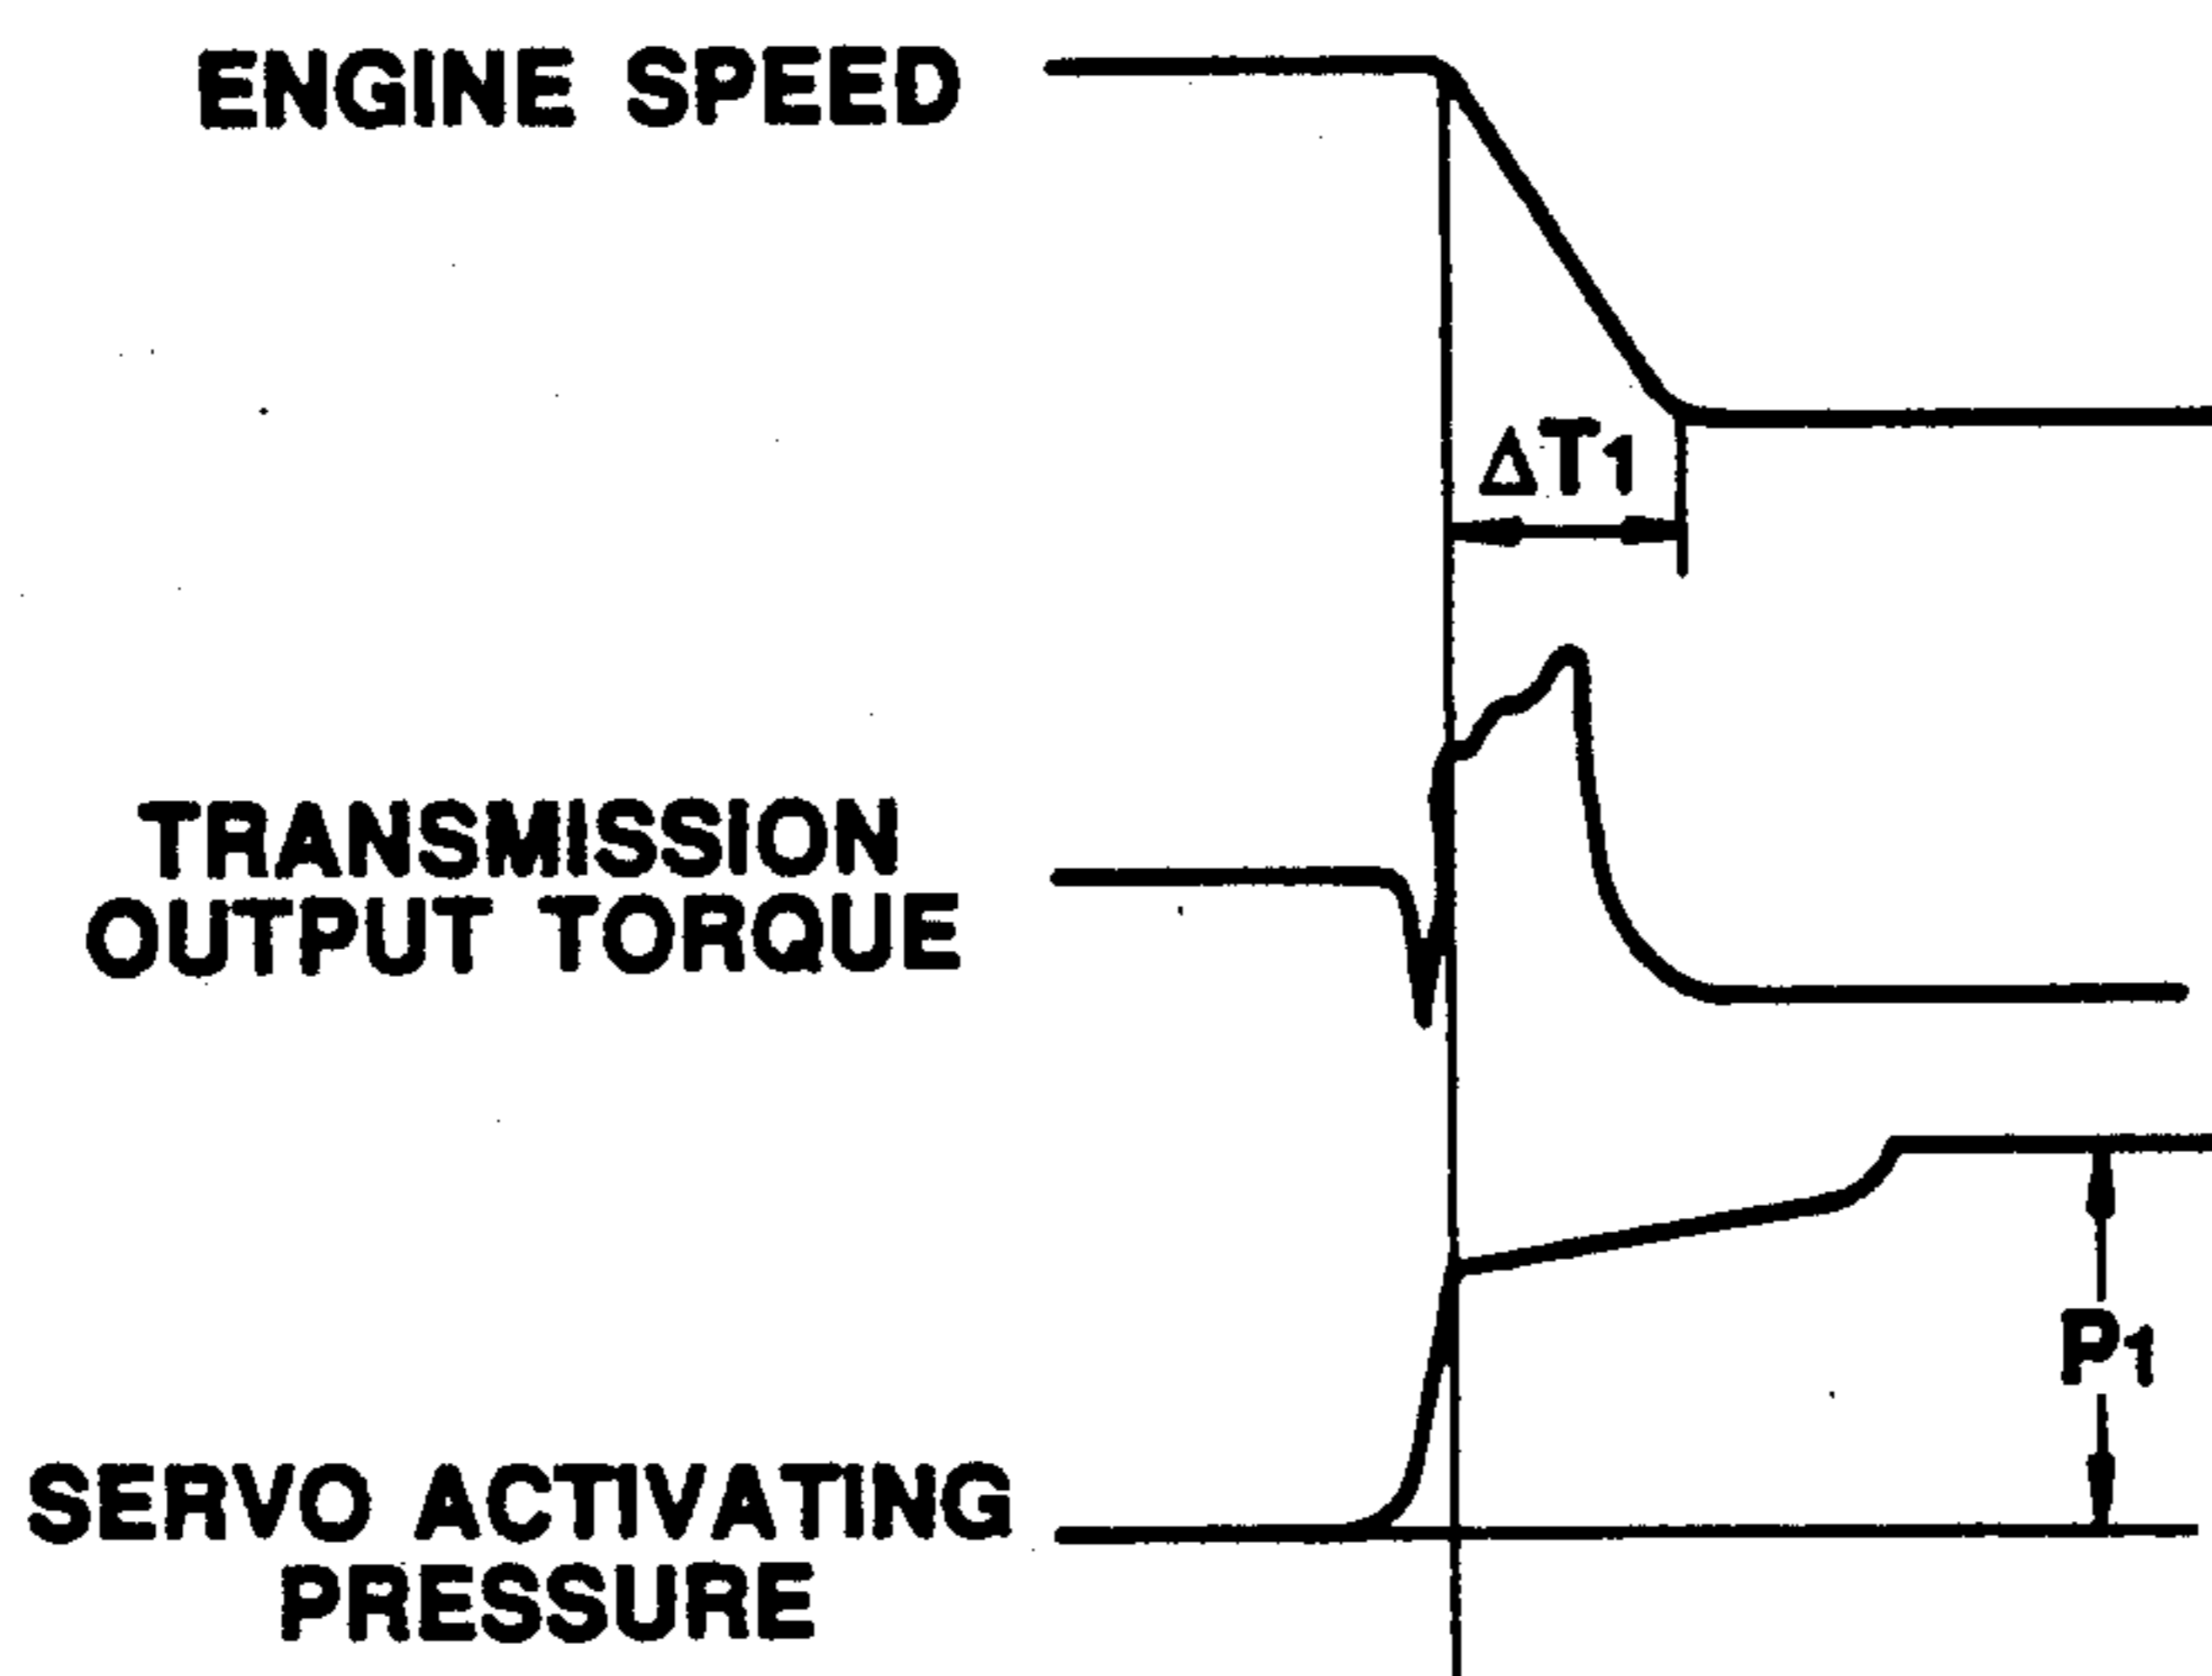 ENGINE SPEED
ΔT1
TRANSMISSION
OUTPUT TORQUE
P1
SERVO ACTIVATING
PRESSURE